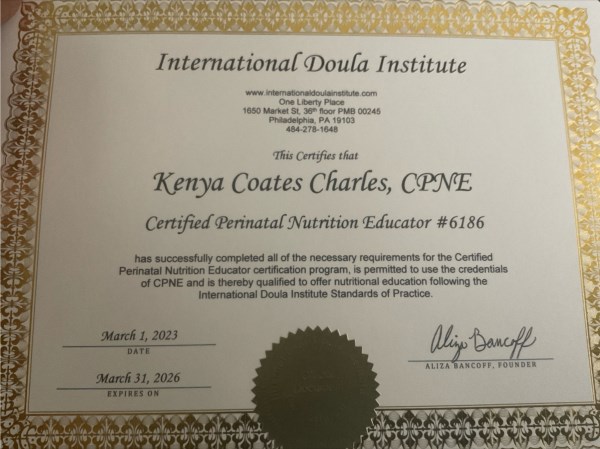 International Doula Institute
www.internationaldoulainstitute.com
One Liberty Place
1650 Market St, 36th floor PMB 00245
Philadelphia, PA 19103
484-278-1648
This Certifies that
Kenya Coates Charles, CPNE
Certified Perinatal Nutrition Educator #6186
has successfully completed all of the necessary requirements for the Certified
Perinatal Nutrition Educator certification program, is permitted to use the credentials
of CPNE and is thereby qualified to offer nutritional education following the
International Doula Institute Standards of Practice.
March 1, 2023
DATE
March 31, 2026
EXPIRES ON
Aliza Bancoff
ALIZA BANCOFF, FOUNDER